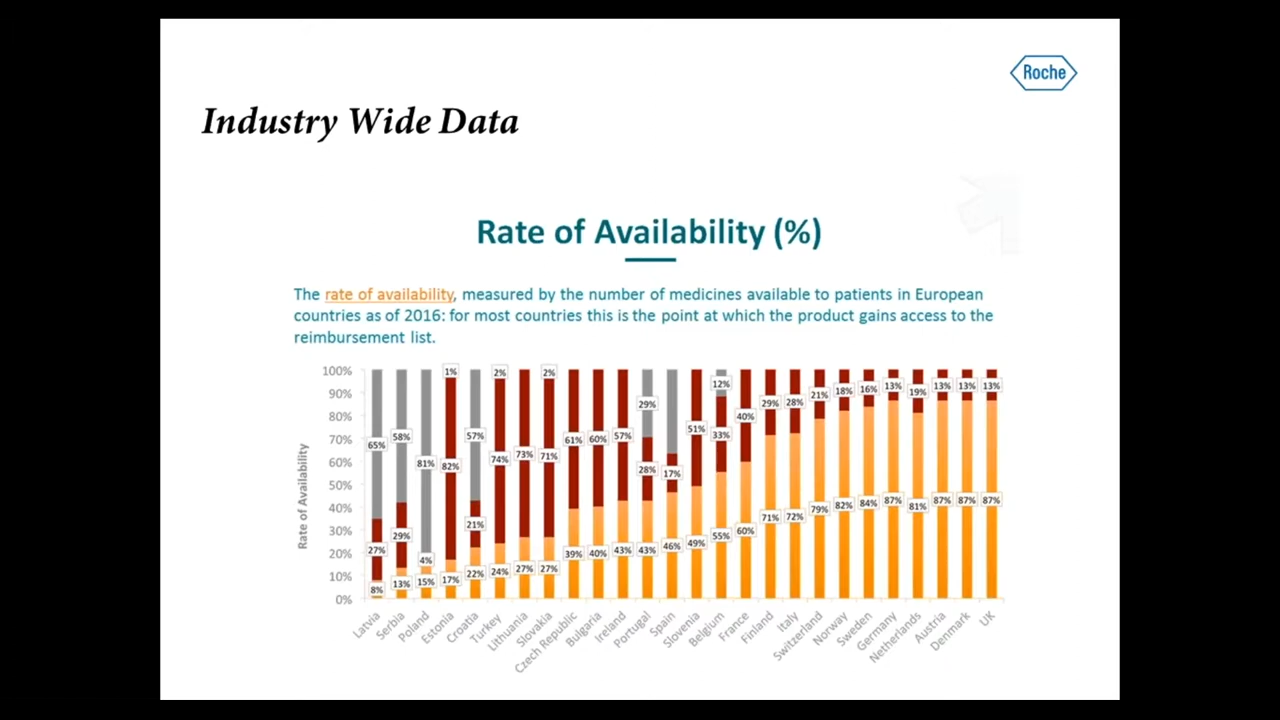 Roche
Industry Wide Data
Rate of Availability (%)
The rate of availability, measured by the number of medicines available to patients in European
countries as of 2016: for most countries this is the point at which the product gains access to the
reimbursement list.
Rate of Availability
100%
90%
80%
70%
60%
50%
40%
30%
20%
10%
0%
65% 27% 8%
58% 29% 13%
81% 4% 15%
1% 82% 17%
57% 21% 22%
2% 74% 24%
73% 27%
2% 71% 27%
61% 39%
60% 40%
57% 43%
29% 28% 43%
17% 46%
51% 49%
12% 33% 55%
40% 60%
29% 71%
28% 72%
21% 79%
18% 82%
16% 84%
13% 87%
19% 81%
13% 87%
13% 87%
13% 87%
Latvia
Serbia
Poland
Estonia
Croatia
Turkey
Lithuania
Slovakia
Czech Republic
Bulgaria
Ireland
Portugal
Spain
Slovenia
Belgium
France
Finland
Italy
Switzerland
Norway
Sweden
Germany
Netherlands
Austria
Denmark
UK